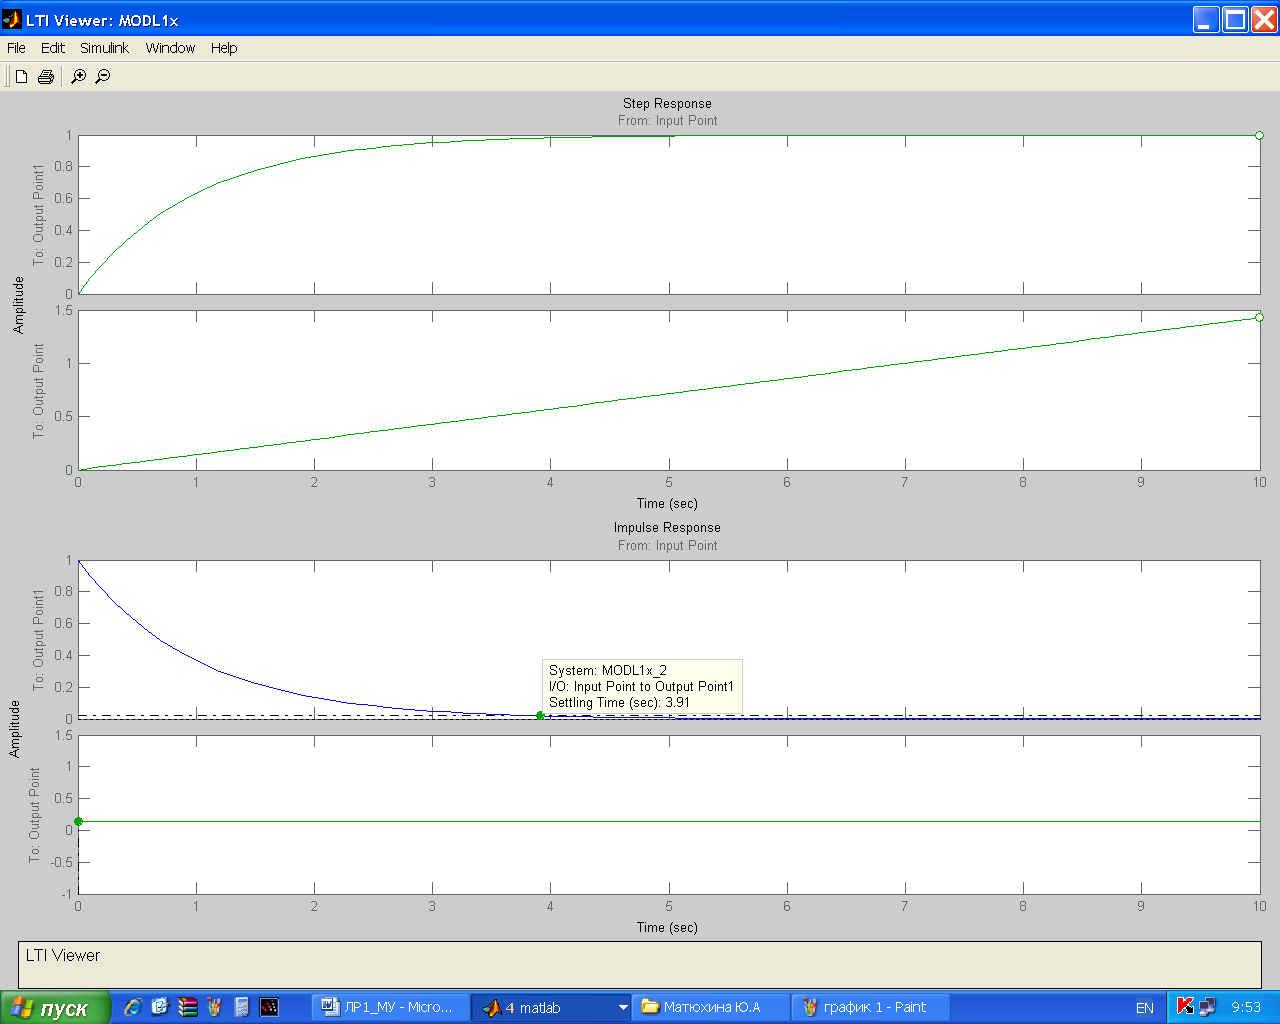 LTI Viewer: MODL1x
File Edit Simulink Window Help
Step Response
From: Input Point
Amplitude
To: Output Point1
1
0.8
0.6
0.4
0.2
0
To: Output Point
1.5
1
0.5
0
0 1 2 3 4 5 6 7 8 9 10
Time (sec)
Impulse Response
From: Input Point
Amplitude
To: Output Point1
1
0.8
0.6
0.4
0.2
0
System: MODL1x_2
I/O: Input Point to Output Point1
Settling Time (sec): 3.91
To: Output Point
1.5
1
0.5
0
-0.5
-1
0 1 2 3 4 5 6 7 8 9 10
Time (sec)
LTI Viewer
пуск ЛР1_МУ - Micro... 4 matlab Матюхина Ю.А график 1 - Paint EN 9:53